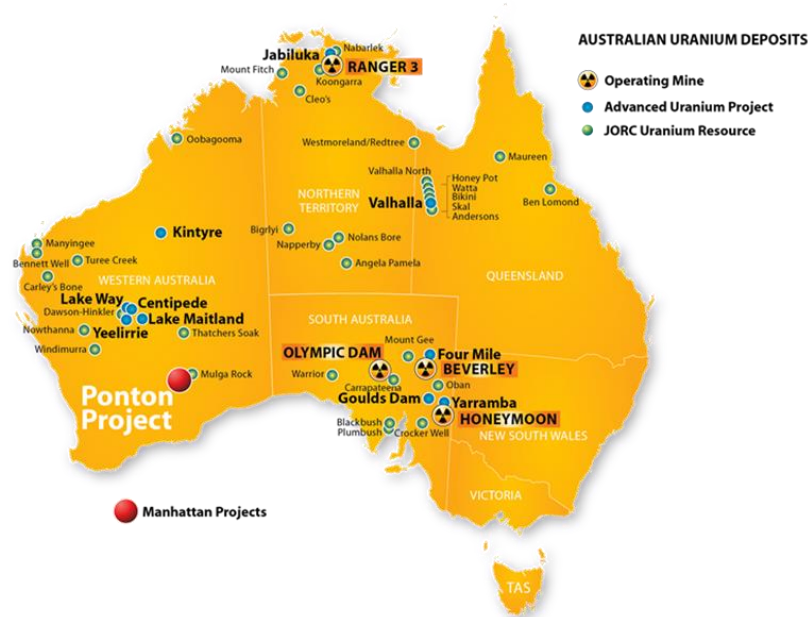 AUSTRALIAN URANIUM DEPOSITS
Operating Mine
Advanced Uranium Project
JORC Uranium Resource
Jabiluka
Nabarlek
RANGER 3
Mount Fitch
Koongarra
Cleo's
Oobagooma
Westmoreland/Redtree
Maureen
Valhalla North
Honey Pot
Watta
Bikini
Skal
Andersons
Valhalla
Ben Lomond
NORTHERN
TERRITORY
Kintyre
Bigrlyi
Nolans Bore
Napperby
Angela Pamela
QUEENSLAND
Manyingee
Bennett Well
Turee Creek
WESTERN AUSTRALIA
Carley's Bone
Lake Way
Centipede
Dawson-Hinkler
Lake Maitland
Nowthanna
Yeelirrie
Thatchers Soak
Windimurra
SOUTH AUSTRALIA
Mount Gee
OLYMPIC DAM
Four Mile
BEVERLEY
Warrior
Carrapateena
Oban
Mulga Rock
Ponton
Project
Goulds Dam
Yarramba
HONEYMOON
Blackbush
Plumbush
Crocker Well
NEW SOUTH WALES
VICTORIA
Manhattan Projects
TAS